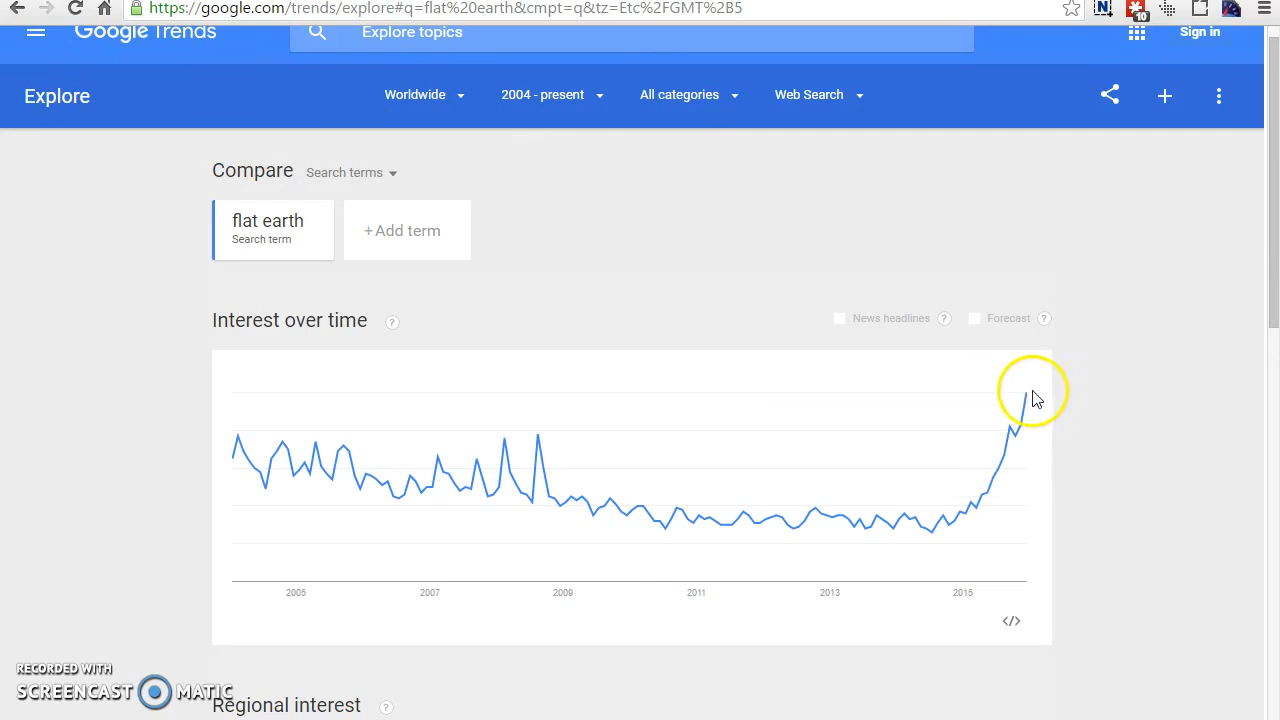 https://google.com/trends/explore#q=flat%20earth&cmpt=q&tz=Etc%2FGMT%2B5
10
Google Trends
Explore topics
Sign in
Explore
Worldwide
2004 - present
All categories
Web Search
Compare
Search terms
flat earth
Search term
+Add term
Interest over time
?
News headlines
?
Forecast
?
2005
2007
2009
2011
2013
2015
</>
RECORDED WITH
SCREENCAST MATIC
Regional interest
?